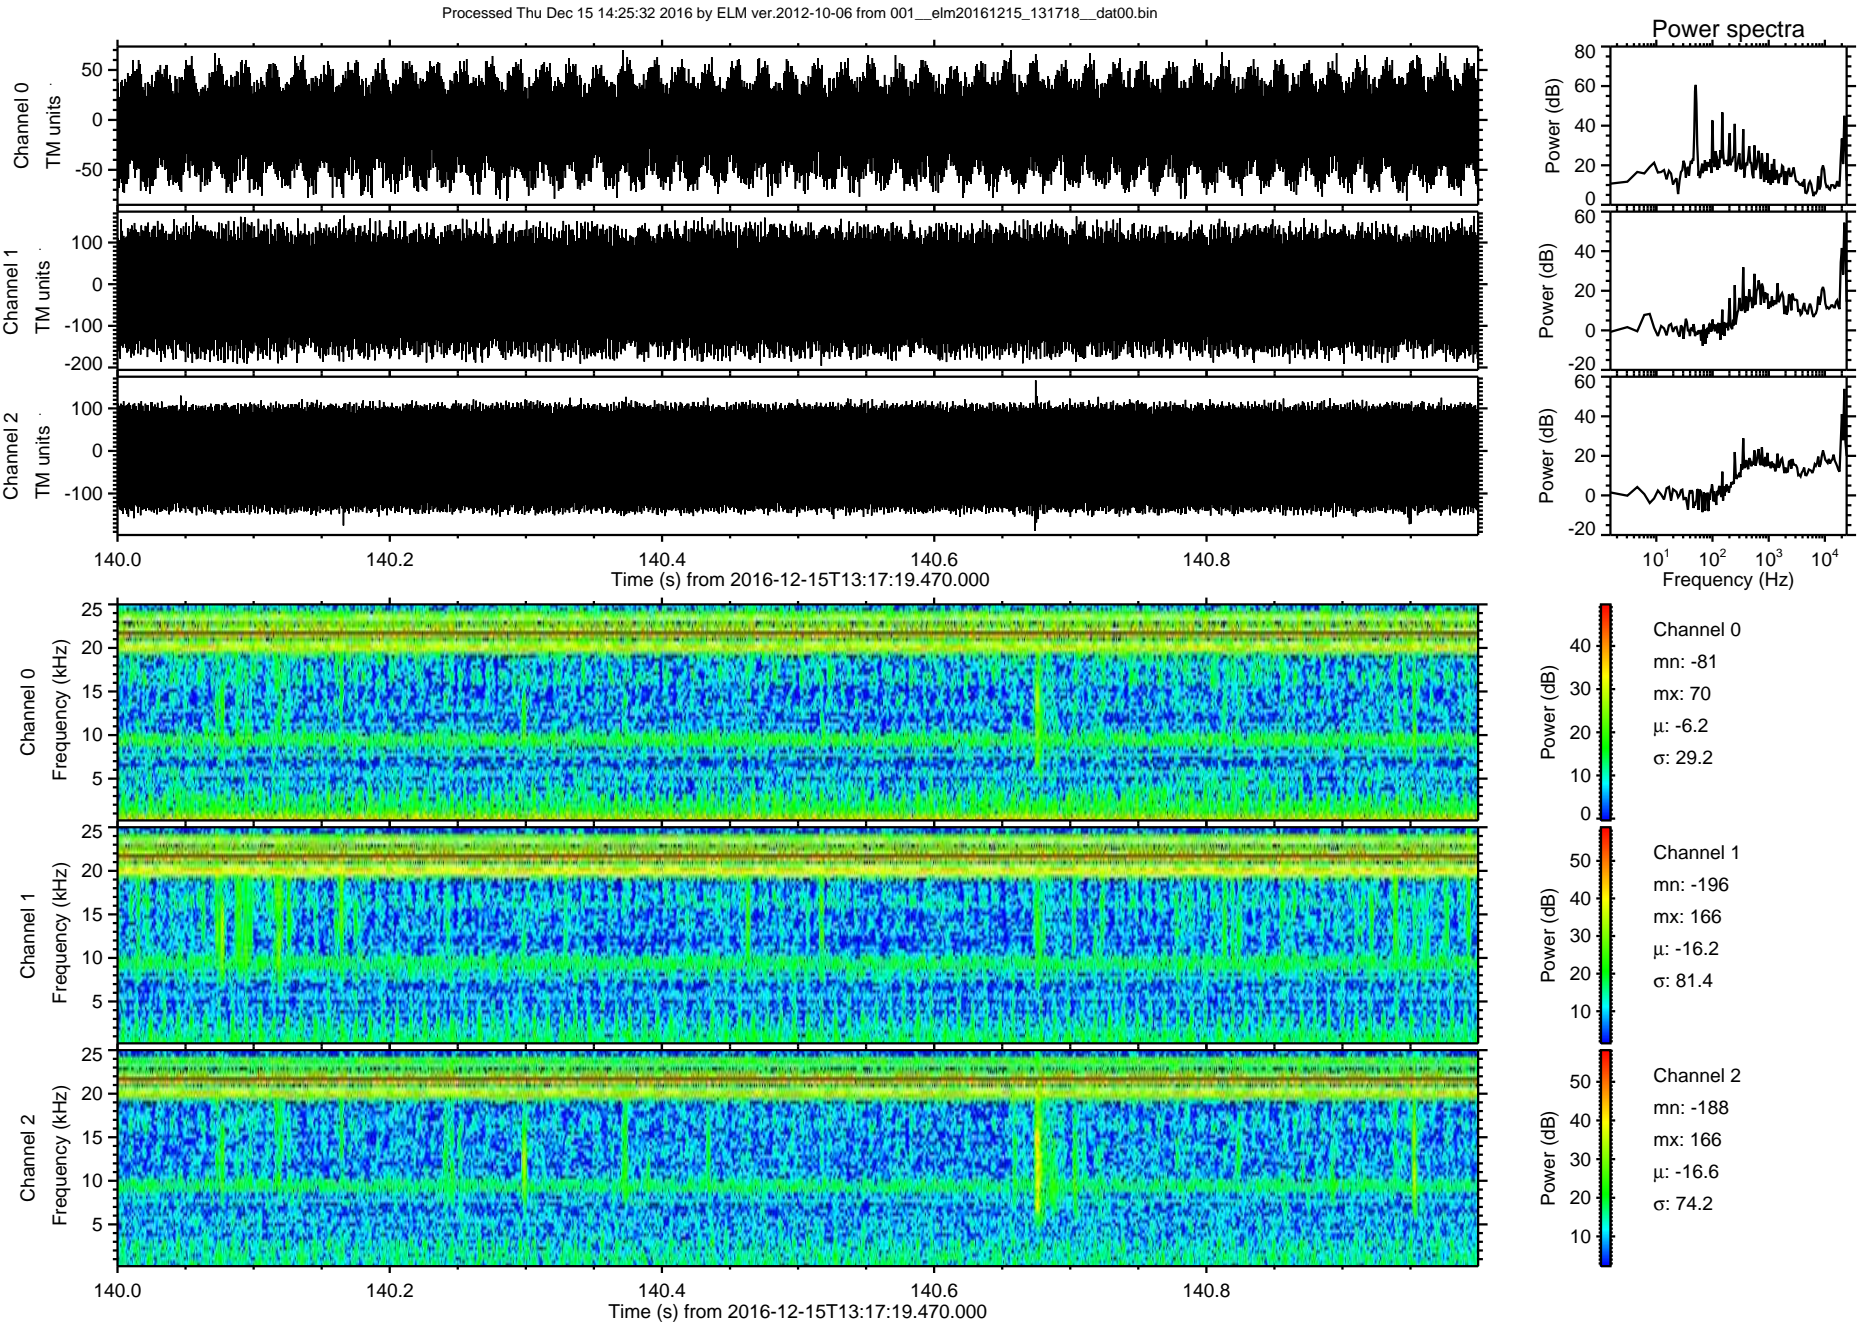 Processed Thu Dec 15 14:25:32 2016 by ELM ver.2012-10-06 from 001__elm20161215_131718__dat00.bin
Power spectra
Channel 0
TM units
50
0
-50
Power (dB)
80
60
40
20
0
Channel 1
TM units
100
0
-100
-200
Power (dB)
60
40
20
0
-20
Channel 2
TM units
100
0
-100
Power (dB)
60
40
20
0
-20
140.0 140.2 140.4 140.6 140.8
Time (s) from 2016-12-15T13:17:19.470.000
10^1 10^2 10^3 10^4
Frequency (Hz)
Channel 0
Frequency (kHz)
25
20
15
10
5
Power (dB)
40
30
20
10
0
Channel 0
mn: -81
mx: 70
μ: -6.2
σ: 29.2
Channel 1
Frequency (kHz)
25
20
15
10
5
Power (dB)
50
40
30
20
10
Channel 1
mn: -196
mx: 166
μ: -16.2
σ: 81.4
Channel 2
Frequency (kHz)
25
20
15
10
5
Power (dB)
50
40
30
20
10
Channel 2
mn: -188
mx: 166
μ: -16.6
σ: 74.2
140.0 140.2 140.4 140.6 140.8
Time (s) from 2016-12-15T13:17:19.470.000